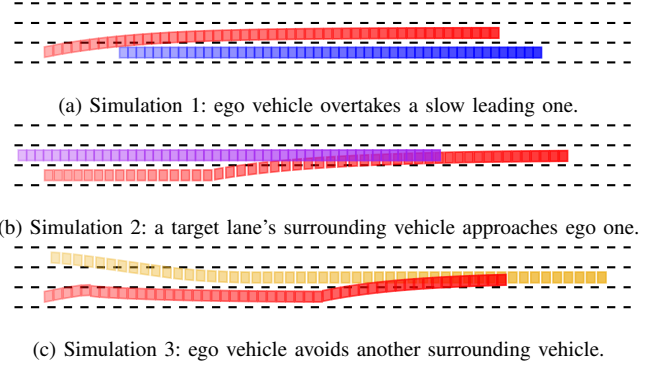 (a) Simulation 1: ego vehicle overtakes a slow leading one.
(b) Simulation 2: a target lane's surrounding vehicle approaches ego one.
(c) Simulation 3: ego vehicle avoids another surrounding vehicle.